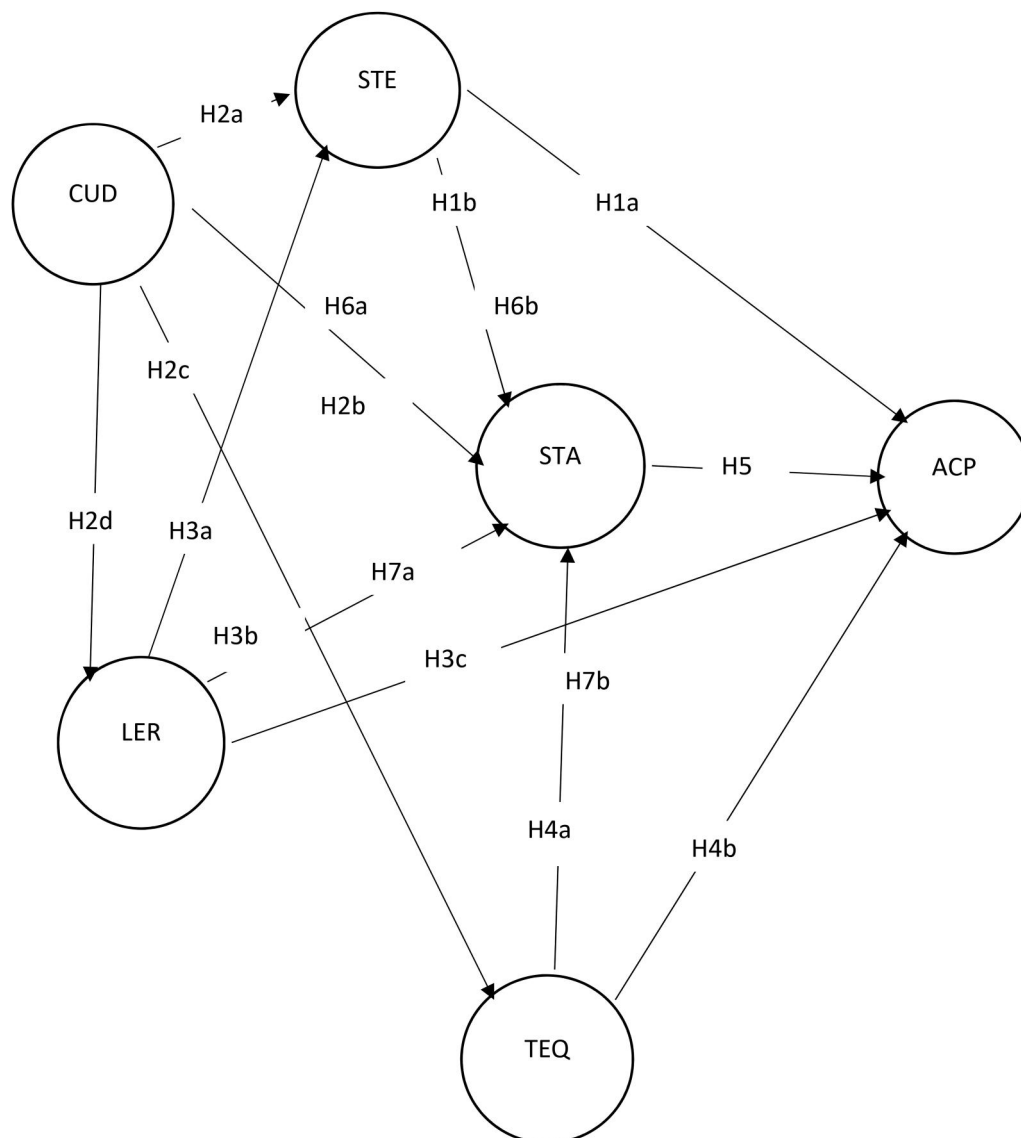 STE
H2a
CUD
H1b
H1a
H6a
H6b
H2c
H2b
STA
H5
ACP
H2d
H3a
H7a
H3b
H3c
H7b
LER
H4a
H4b
TEQ